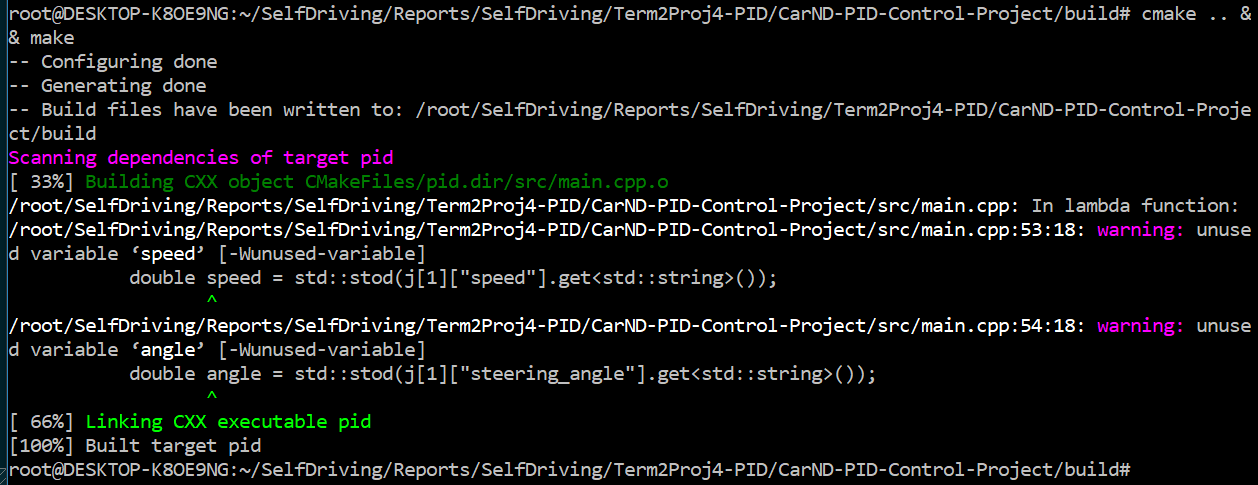 root@DESKTOP-K8OE9NG:~/SelfDriving/Reports/SelfDriving/Term2Proj4-PID/CarND-PID-Control-Project/build# cmake .. &
& make
-- Configuring done
-- Generating done
-- Build files have been written to: /root/SelfDriving/Reports/SelfDriving/Term2Proj4-PID/CarND-PID-Control-Proje
ct/build
Scanning dependencies of target pid
[ 33%] Building CXX object CMakeFiles/pid.dir/src/main.cpp.o
/root/SelfDriving/Reports/SelfDriving/Term2Proj4-PID/CarND-PID-Control-Project/src/main.cpp: In lambda function:
/root/SelfDriving/Reports/SelfDriving/Term2Proj4-PID/CarND-PID-Control-Project/src/main.cpp:53:18: warning: unuse
d variable ‘speed’ [-Wunused-variable]
           double speed = std::stod(j[1]["speed"].get<std::string>());
                  ^
/root/SelfDriving/Reports/SelfDriving/Term2Proj4-PID/CarND-PID-Control-Project/src/main.cpp:54:18: warning: unuse
d variable ‘angle’ [-Wunused-variable]
           double angle = std::stod(j[1]["steering_angle"].get<std::string>());
                  ^
[ 66%] Linking CXX executable pid
[100%] Built target pid
root@DESKTOP-K8OE9NG:~/SelfDriving/Reports/SelfDriving/Term2Proj4-PID/CarND-PID-Control-Project/build#